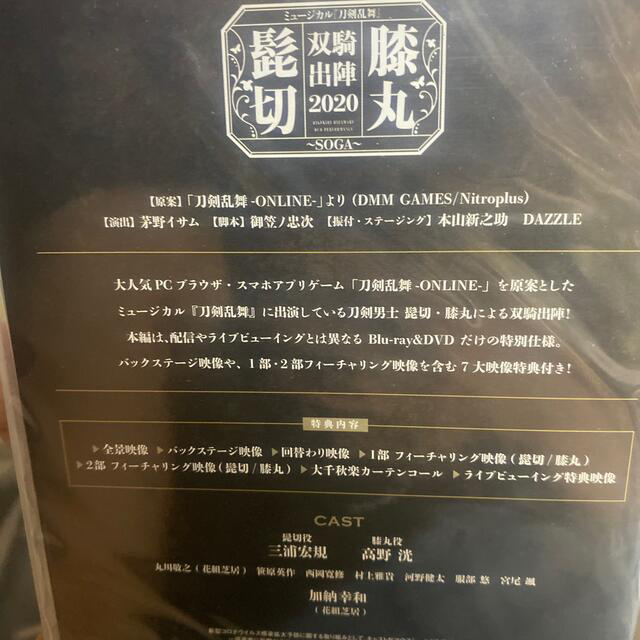 ミュージカル『刀剣乱舞』
髭切 双騎出陣 2020 膝丸
HIGEKIRI HIZAMARU
DUO PERFORMANCE
~SOGA~
【原案】「刀剣乱舞-ONLINE-」より (DMM GAMES/Nitroplus)
【演出】茅野イサム 【脚本】御笠ノ忠次 【振付・ステージング】本山新之助 DAZZLE
大人気PCブラウザ・スマホアプリゲーム「刀剣乱舞-ONLINE-」を原案とした
ミュージカル『刀剣乱舞』に出演している刀剣男士 髭切・膝丸による双騎出陣!
本編は、配信やライブビューイングとは異なる Blu-ray&DVD だけの特別仕様。
バックステージ映像や、1部・2部フィーチャリング映像を含む 7大映像特典付き!
特典内容
▶全景映像 ▶バックステージ映像 ▶回替わり映像 ▶1部 フィーチャリング映像 (髭切/膝丸)
▶2部 フィーチャリング映像(髭切/膝丸) ▶大千秋楽カーテンコール ▶ライブビューイング特典映像
CAST
髭切役 膝丸役
三浦宏規 高野 洸
丸川敬之 (花組芝居) 笹原英作 西岡寛修 村上雅貴 河野健太 服部 悠 宮尾 颯
加納幸和
(花組芝居)